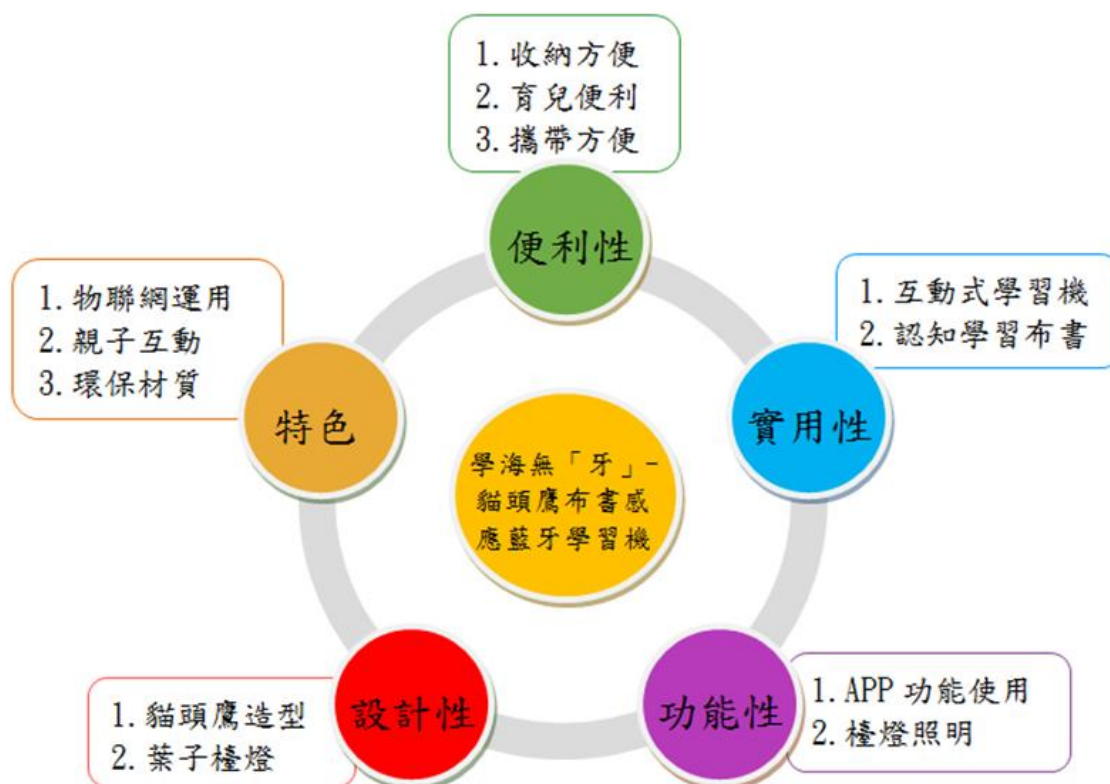 1. 收納方便
2. 育兒便利
3. 攜帶方便
便利性
1. 物聯網運用
2. 親子互動
3. 環保材質
特色
1. 互動式學習機
2. 認知學習布書
實用性
學海無「牙」-
貓頭鷹布書感
應藍牙學習機
1. 貓頭鷹造型
2. 葉子檯燈
設計性
功能性
1. APP 功能使用
2. 檯燈照明